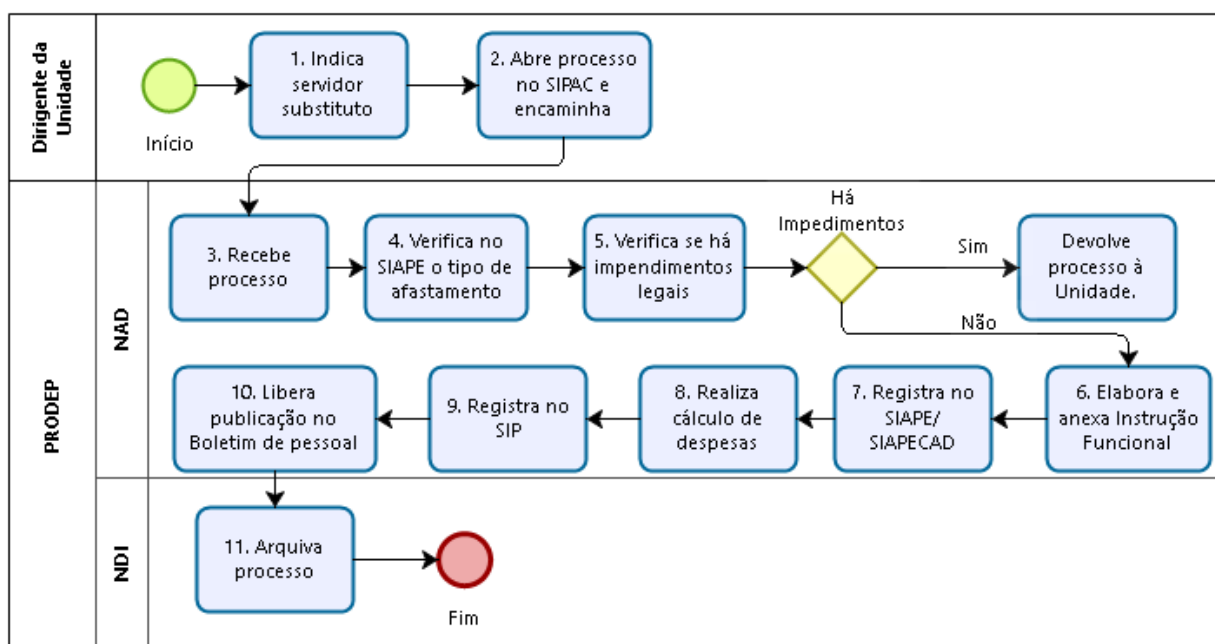 Dirigente da
Unidade
Início
1. Indica
servidor
substituto
2. Abre processo
no SIPAC e
encaminha
PRODEP
NAD
3. Recebe
processo
4. Verifica no
SIAPE o tipo de
afastamento
5. Verifica se há
impendimentos
legais
Há
Impedimentos
Sim
Devolve
processo à
Unidade.
Não
6. Elabora e
anexa Instrução
Funcional
7. Registra no
SIAPE/
SIAPECAD
8. Realiza
cálculo de
despesas
9. Registra no
SIP
10. Libera
publicação no
Boletim de pessoal
NDI
11. Arquiva
processo
Fim